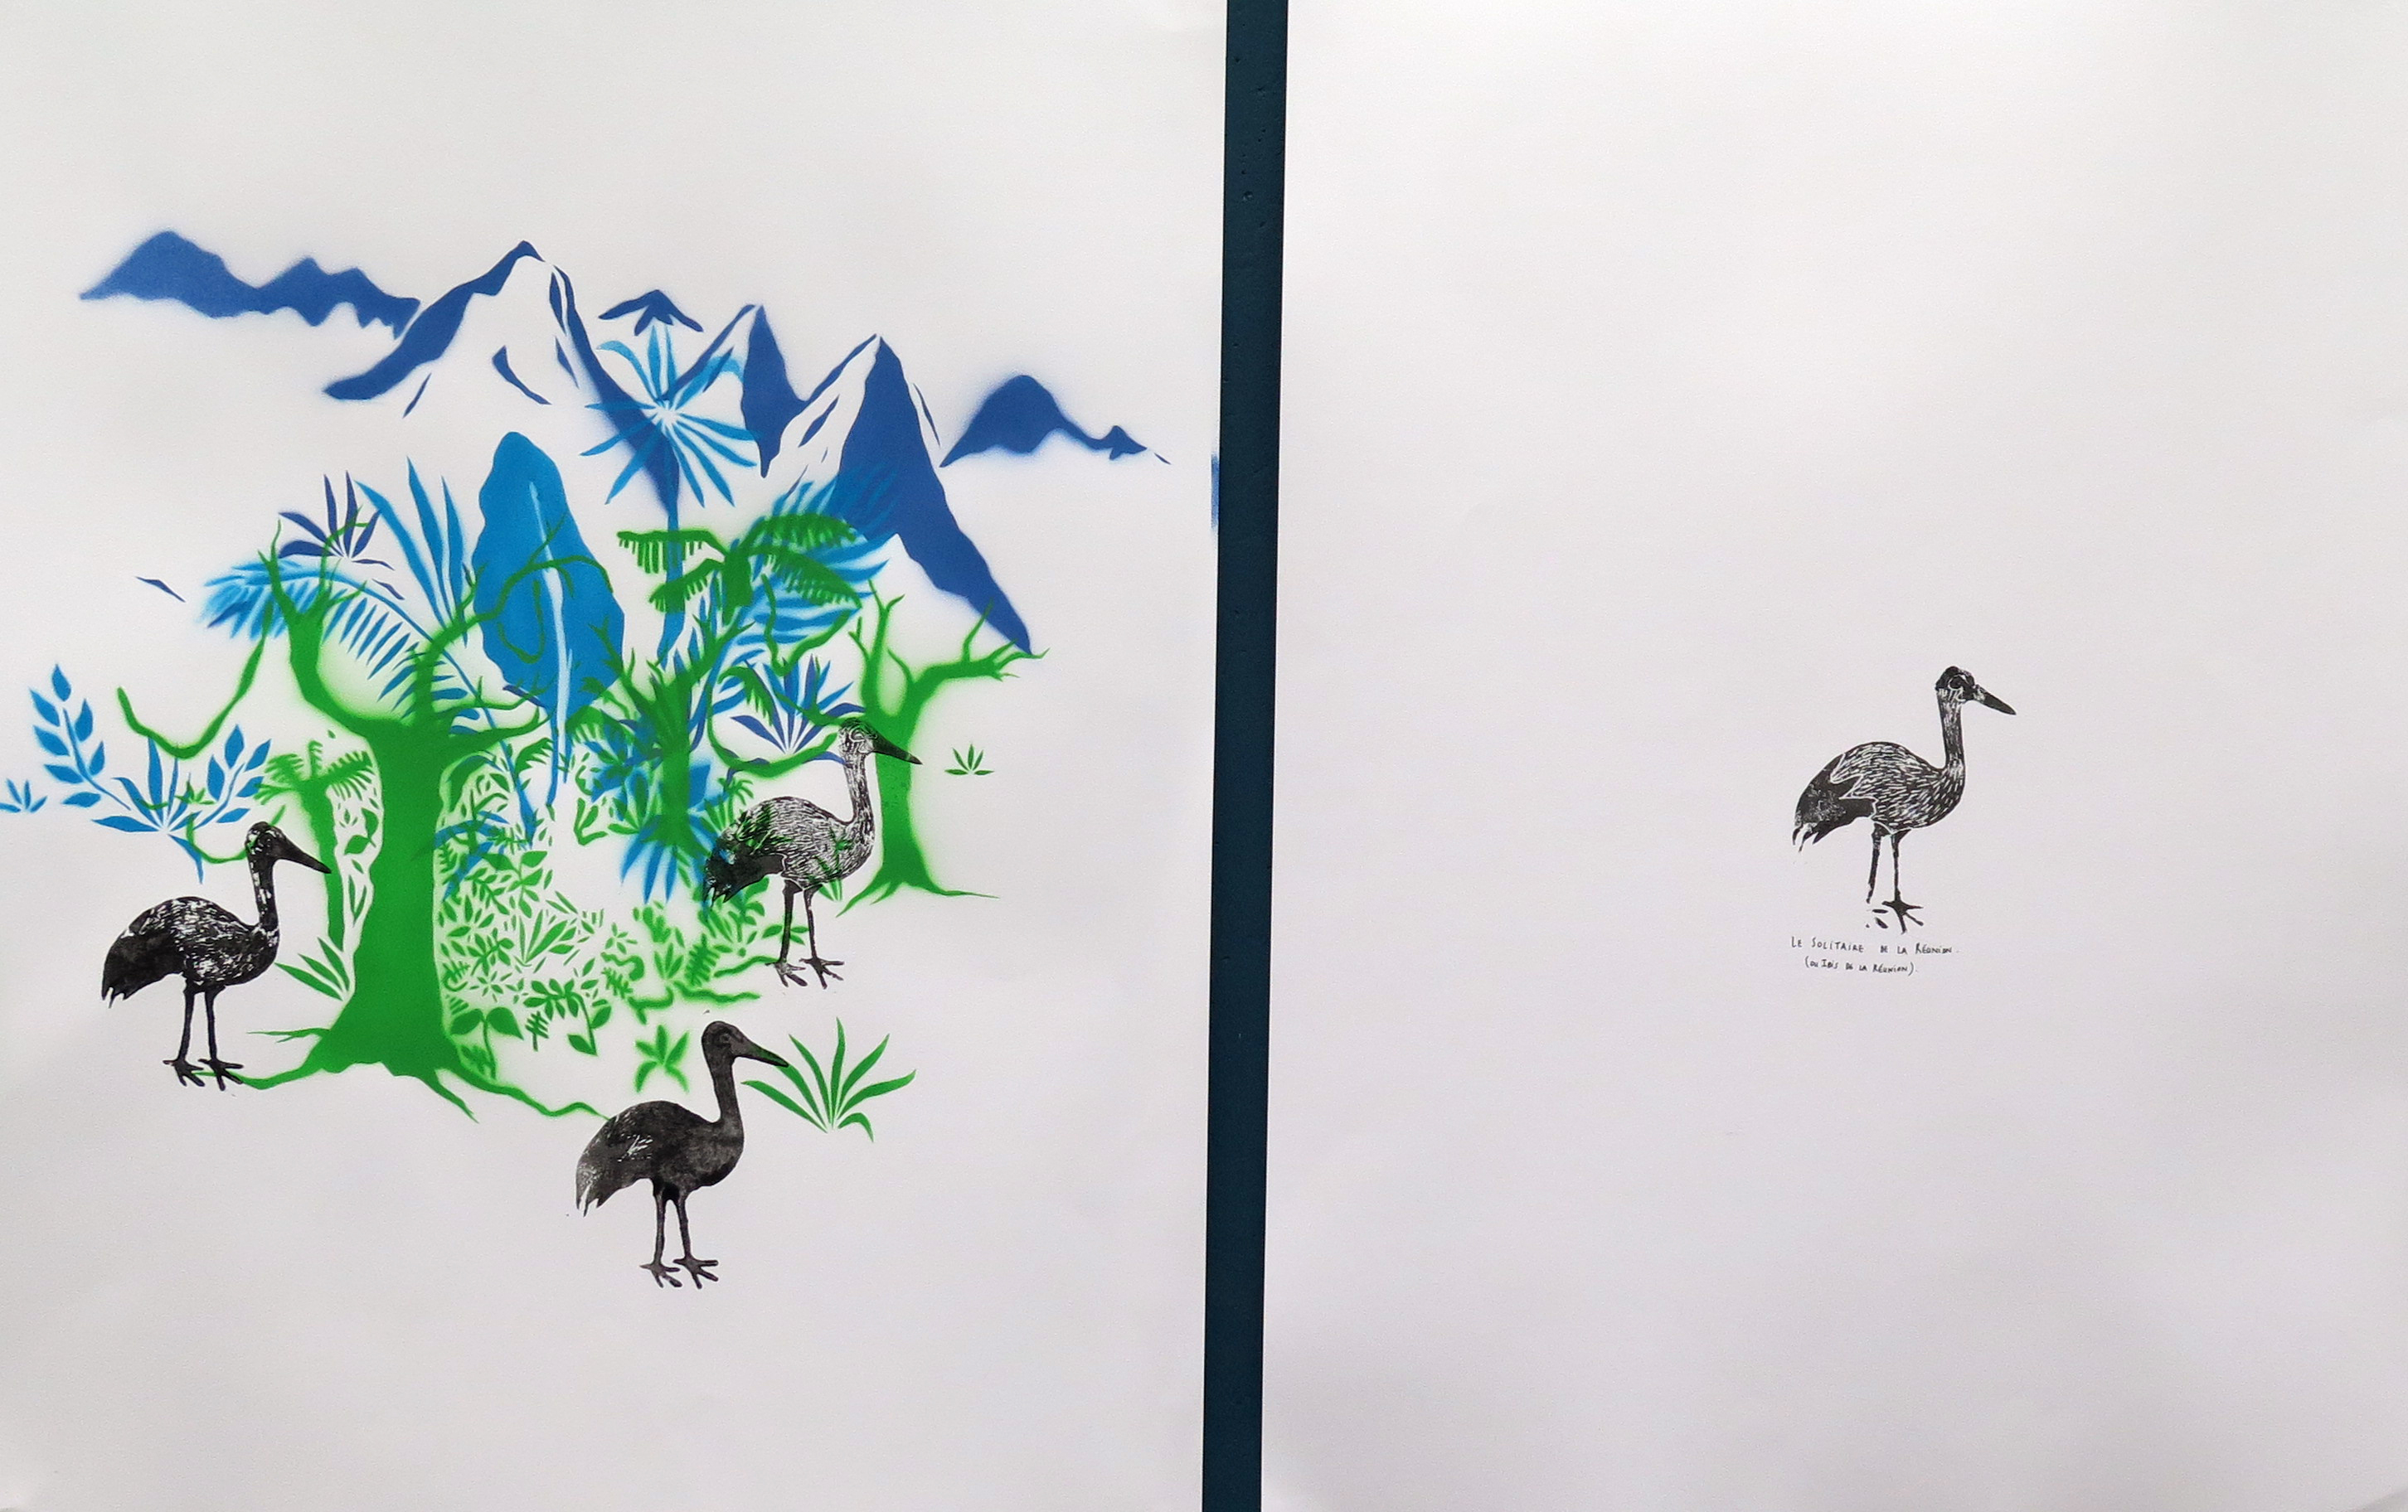 LE SOLITAIRE DE LA RÉUNION.
(OU IBIS DE LA RÉUNION).